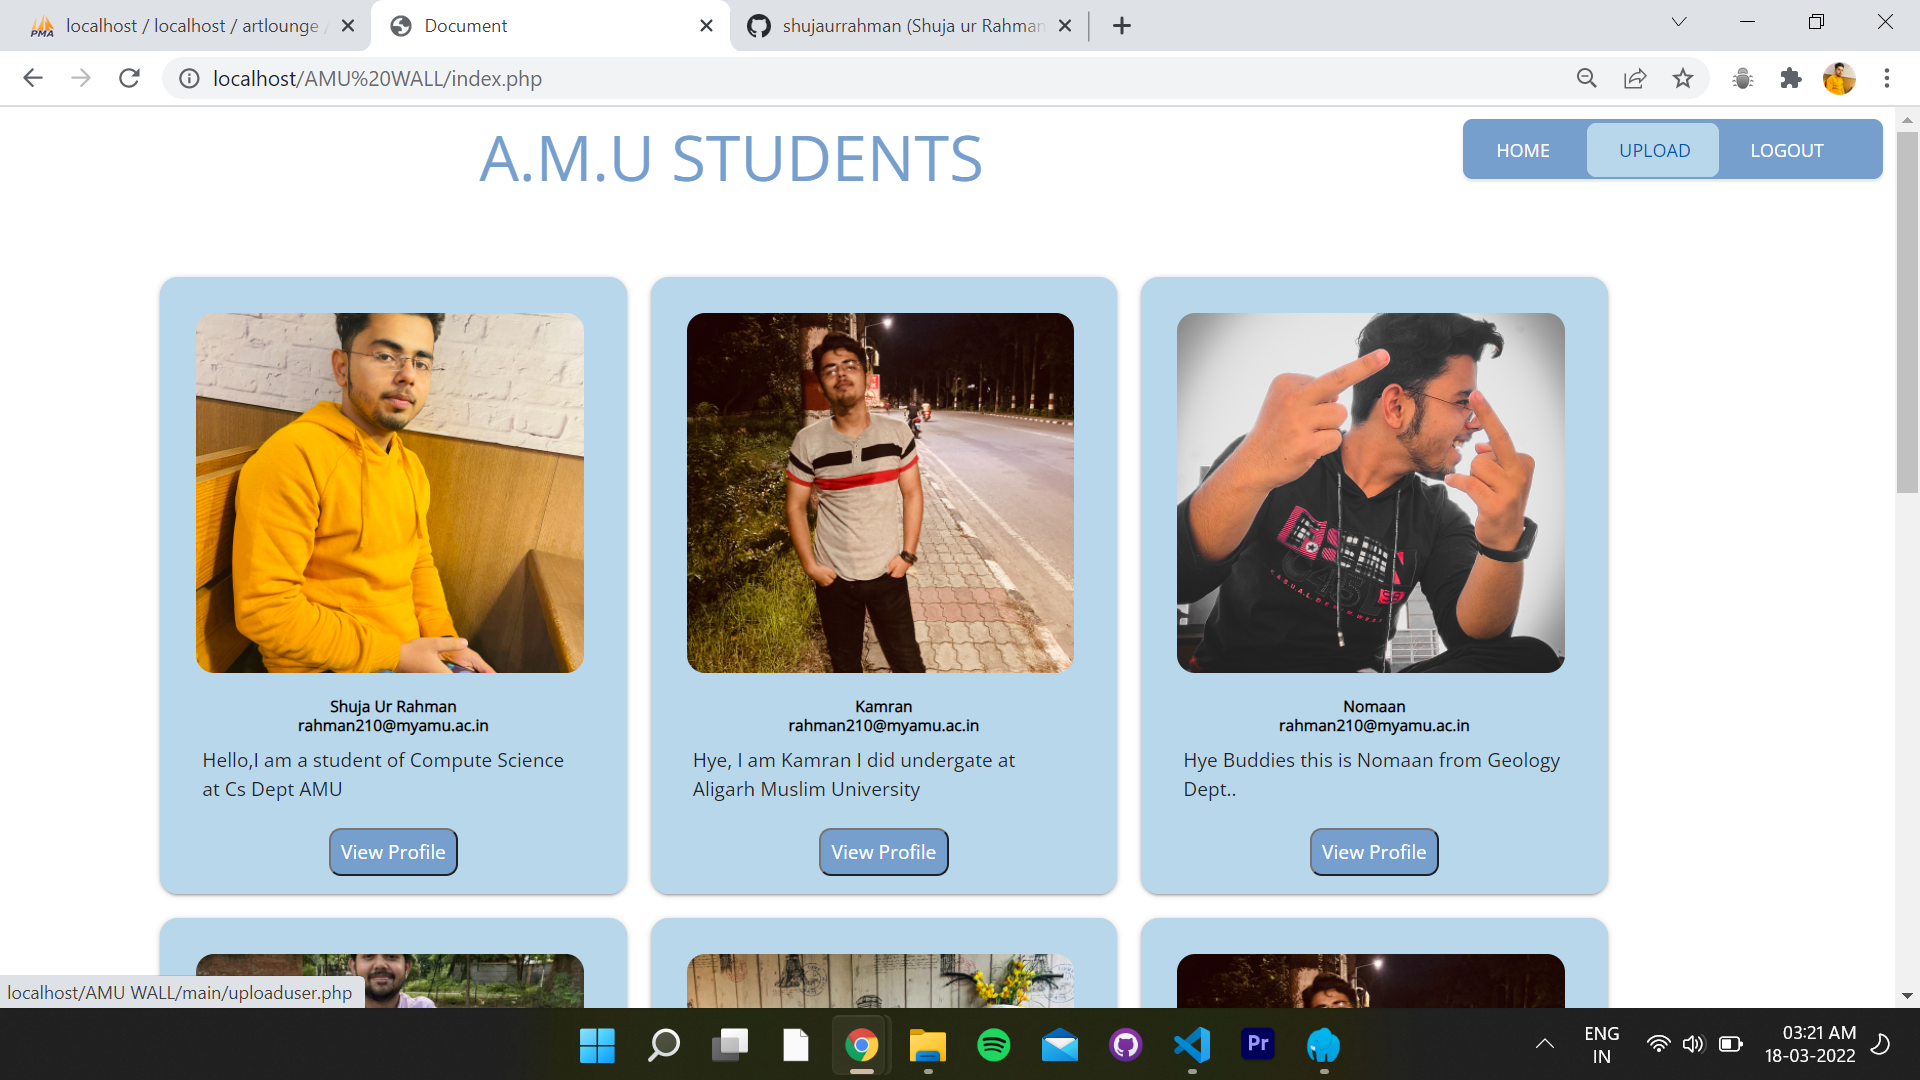 PMA
localhost / localhost / artlounge /
Document
shujaurrahman (Shuja ur Rahman
localhost/AMU%20WALL/index.php
A.M.U STUDENTS
HOME
UPLOAD
LOGOUT
Shuja Ur Rahman
rahman210@myamu.ac.in
Hello,I am a student of Compute Science
at Cs Dept AMU
View Profile
Kamran
rahman210@myamu.ac.in
Hye, I am Kamran I did undergate at
Aligarh Muslim University
View Profile
Nomaan
rahman210@myamu.ac.in
Hye Buddies this is Nomaan from Geology
Dept..
View Profile
localhost/AMU WALL/main/uploaduser.php
Pr
ENG
IN
03:21 AM
18-03-2022